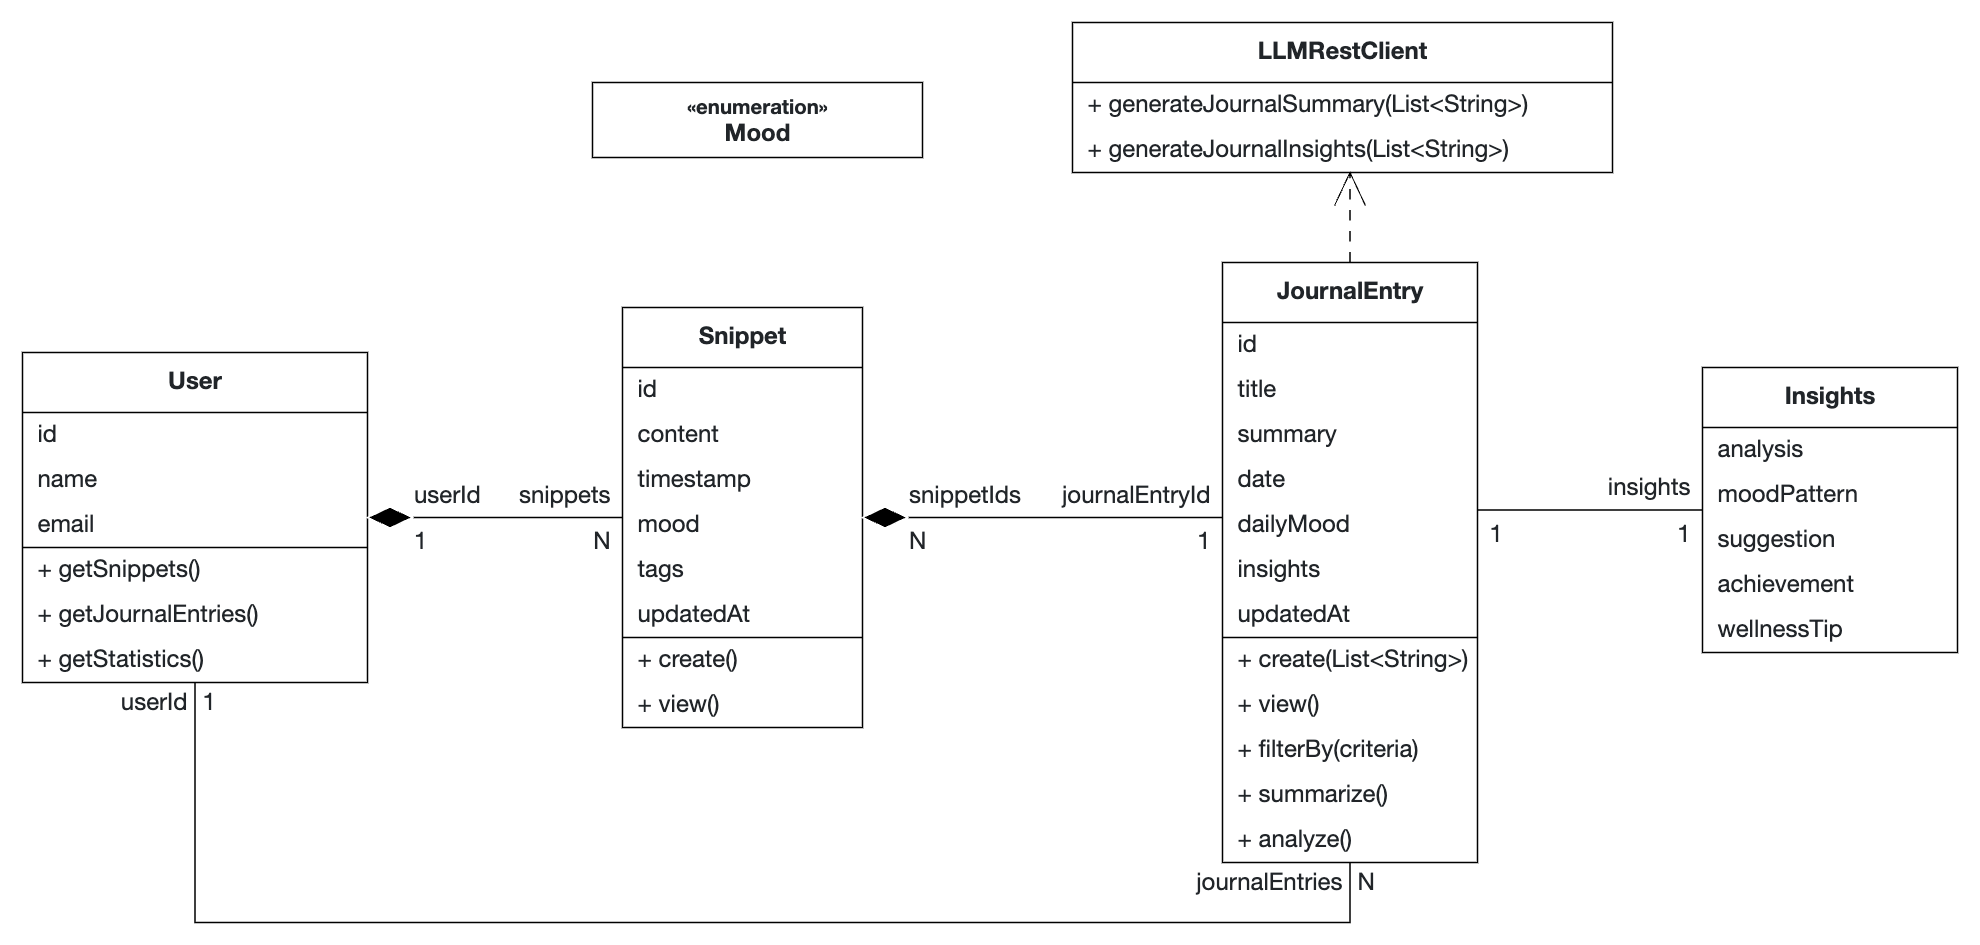 LLMRestClient
+ generateJournalSummary(List<String>)
+ generateJournalInsights(List<String>)
«enumeration»
Mood
User
id
name
email
+ getSnippets()
+ getJournalEntries()
+ getStatistics()
userId
1
snippets
N
Snippet
id
content
timestamp
mood
tags
updatedAt
+ create()
+ view()
snippetIds
N
journalEntryId
1
JournalEntry
id
title
summary
date
dailyMood
insights
updatedAt
+ create(List<String>)
+ view()
+ filterBy(criteria)
+ summarize()
+ analyze()
1
insights
1
Insights
analysis
moodPattern
suggestion
achievement
wellnessTip
userId 1
journalEntries N